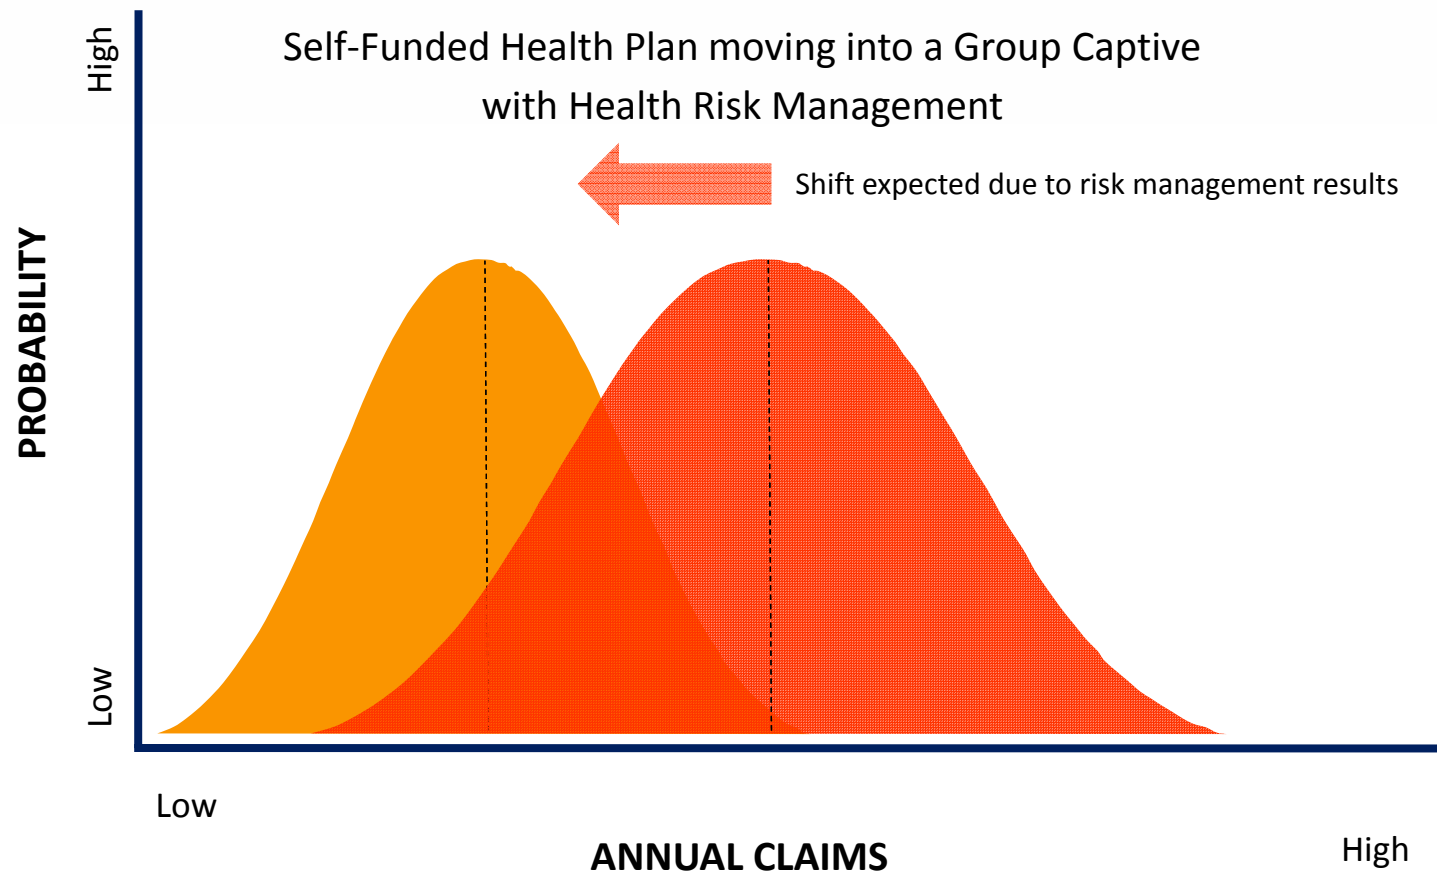 Self-Funded Health Plan moving into a Group Captive
with Health Risk Management
Shift expected due to risk management results
High
PROBABILITY
Low
Low
High
ANNUAL CLAIMS